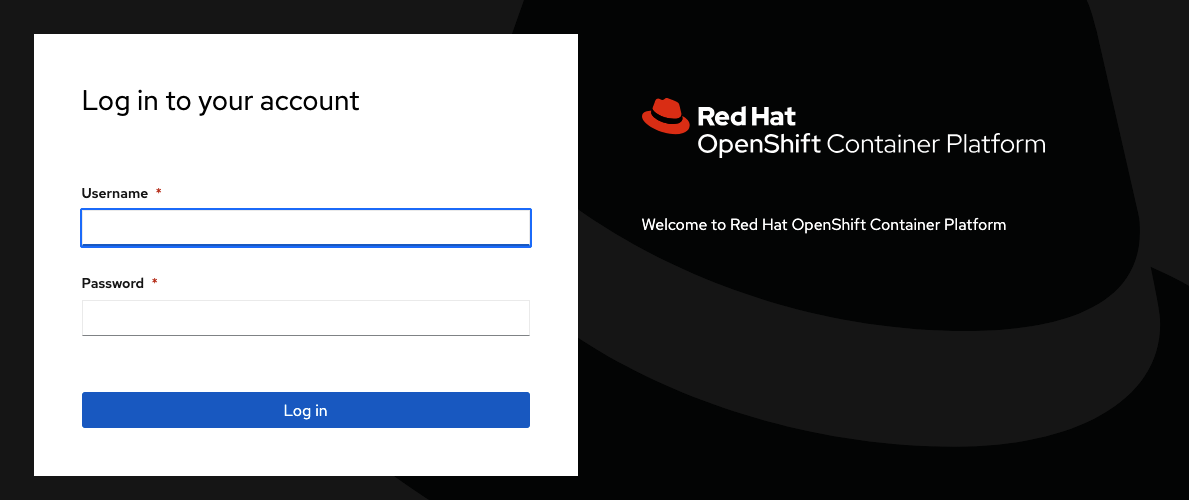 Log in to your account
Username *
Password *
Log in
Red Hat
OpenShift Container Platform
Welcome to Red Hat OpenShift Container Platform